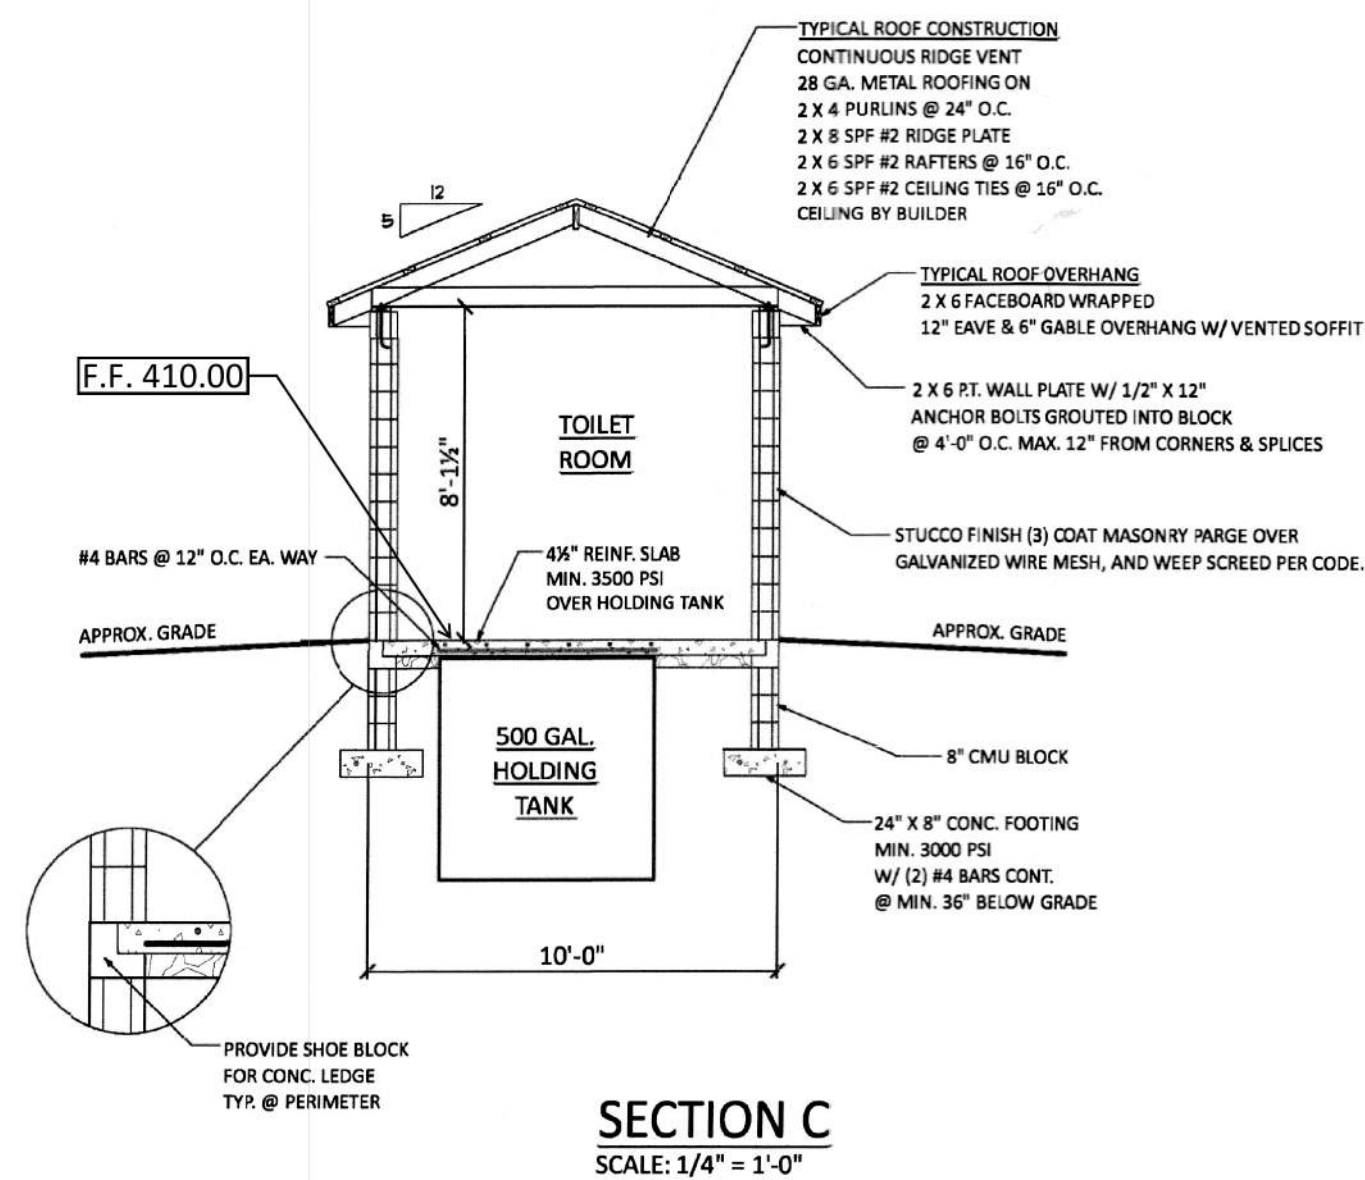 TYPICAL ROOF CONSTRUCTION
CONTINUOUS RIDGE VENT
28 GA. METAL ROOFING ON
2 X 4 PURLINS @ 24" O.C.
2 X 8 SPF #2 RIDGE PLATE
2 X 6 SPF #2 RAFTERS @ 16" O.C.
2 X 6 SPF #2 CEILING TIES @ 16" O.C.
CEILING BY BUILDER
12
5
TYPICAL ROOF OVERHANG
2 X 6 FACEBOARD WRAPPED
12" EAVE & 6" GABLE OVERHANG W/ VENTED SOFFIT
F.F. 410.00
2 X 6 P.T. WALL PLATE W/ 1/2" X 12"
ANCHOR BOLTS GROUTED INTO BLOCK
@ 4'-0" O.C. MAX. 12" FROM CORNERS & SPLICES
TOILET
ROOM
8'-1½"
STUCCO FINISH (3) COAT MASONRY PARGE OVER
GALVANIZED WIRE MESH, AND WEEP SCREED PER CODE.
#4 BARS @ 12" O.C. EA. WAY
4½" REINF. SLAB
MIN. 3500 PSI
OVER HOLDING TANK
APPROX. GRADE
APPROX. GRADE
500 GAL.
HOLDING
TANK
8" CMU BLOCK
24" X 8" CONC. FOOTING
MIN. 3000 PSI
W/ (2) #4 BARS CONT.
@ MIN. 36" BELOW GRADE
10'-0"
PROVIDE SHOE BLOCK
FOR CONC. LEDGE
TYP. @ PERIMETER
SECTION C
SCALE: 1/4" = 1'-0"